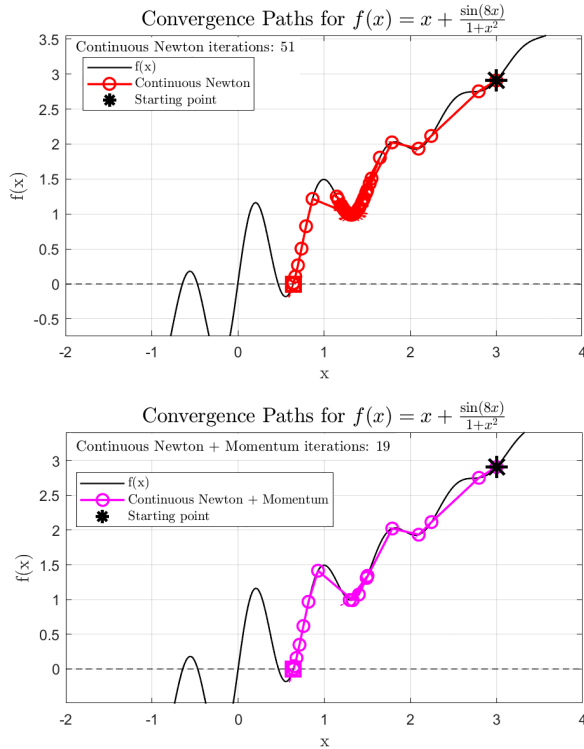 Convergence Paths for f(x) = x + sin(8x)/(1+x²)
Continuous Newton iterations: 51
f(x)
Continuous Newton
Starting point
3.5
3
2.5
2
1.5
1
0.5
0
-0.5
f(x)
-2 -1 0 1 2 3 4
x
Convergence Paths for f(x) = x + sin(8x)/(1+x²)
Continuous Newton + Momentum iterations: 19
f(x)
Continuous Newton + Momentum
Starting point
3
2.5
2
1.5
1
0.5
0
f(x)
-2 -1 0 1 2 3 4
x